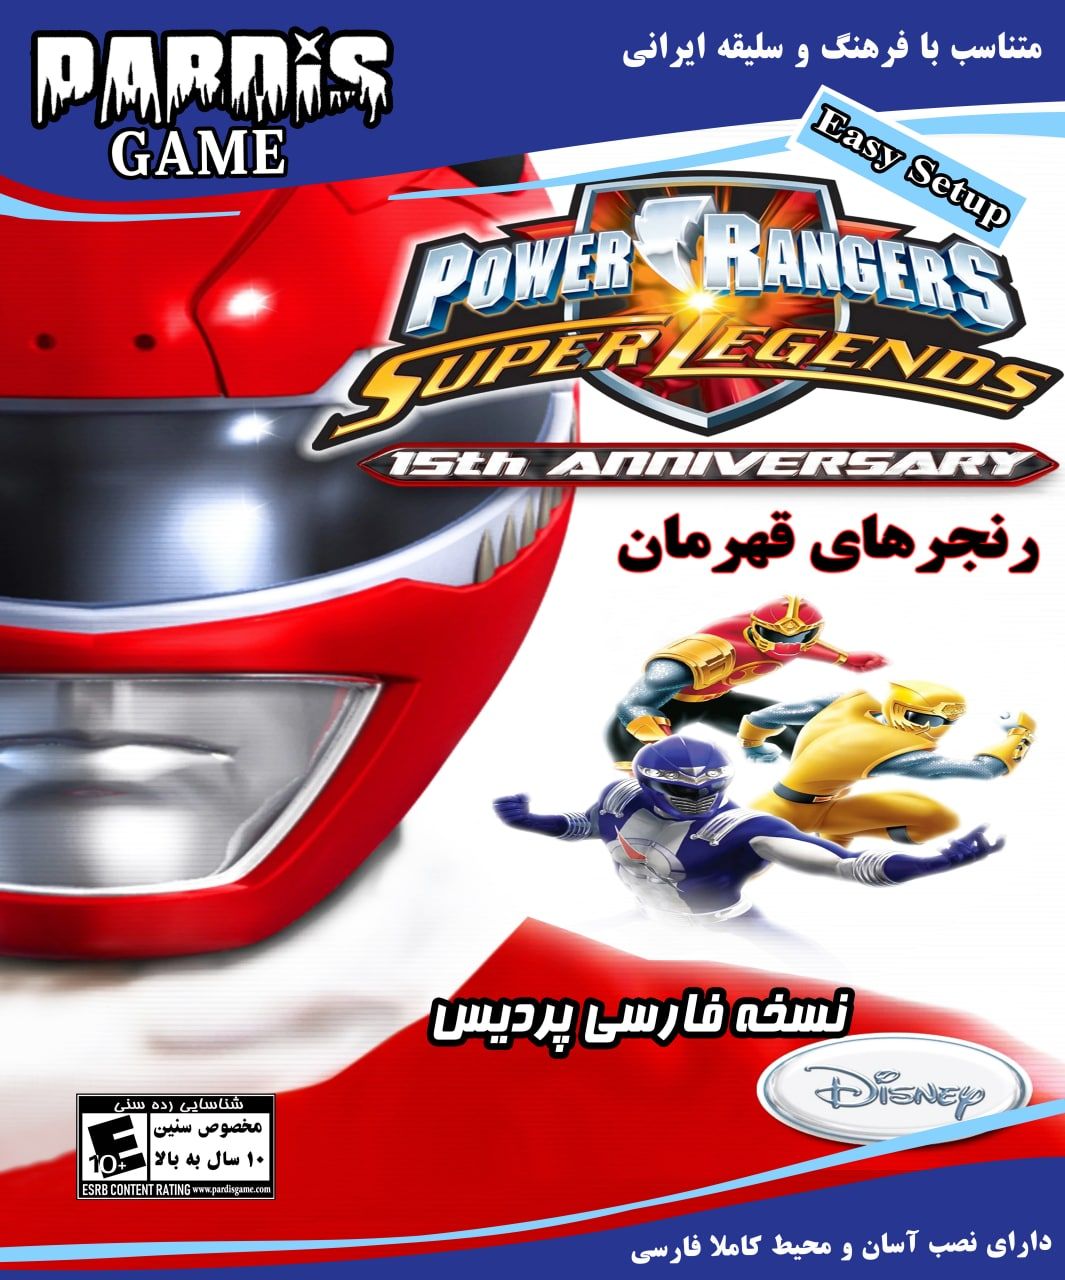 PARDIS
GAME
متناسب با فرهنگ و سلیقه ایرانی
Easy Setup
POWER RANGERS
SUPER LEGENDS
15th ANNIVERSARY
رنجرهای قهرمان
نسخه فارسی پردیس
DISNEY
شناسایی رده سنی
E
10+
مخصوص سنین
۱۰ سال به بالا
ESRB CONTENT RATING www.pardisgame.com
دارای نصب آسان و محیط کاملا فارسی